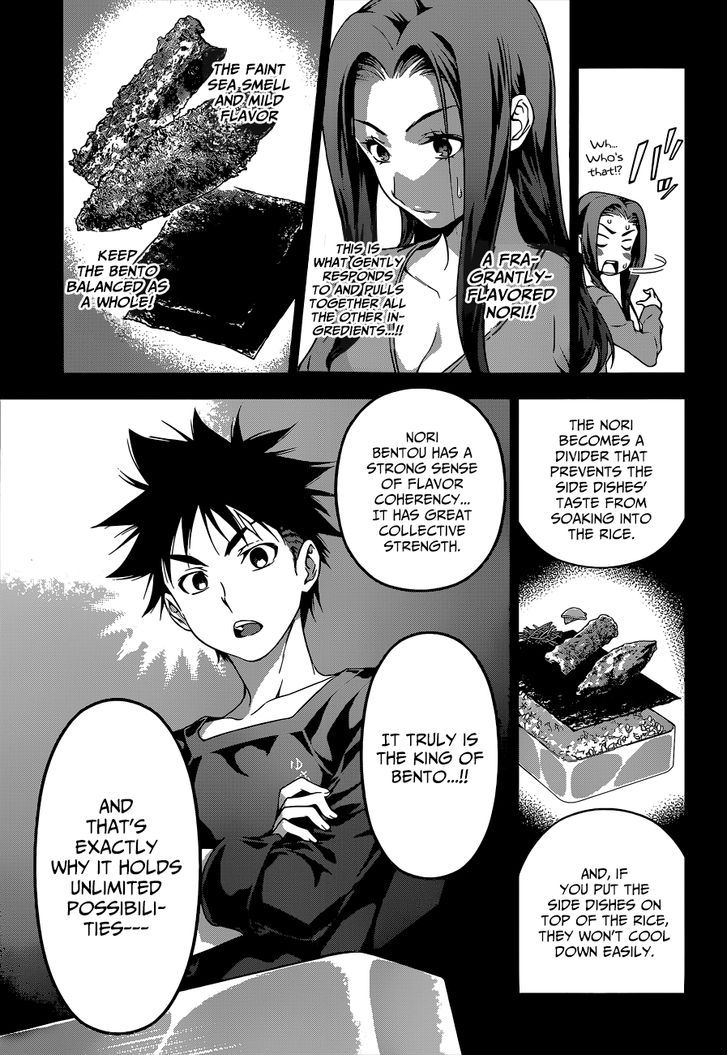 Wh...
Who's
that!?
A FRA-
GRANTLY-
FLAVORED
NORI!!
THIS IS
WHAT GENTLY
RESPONDS
TO AND PULLS
TOGETHER ALL
THE OTHER IN-
GREDIENTS...!!
THE FAINT
SEA SMELL
AND MILD
FLAVOR
KEEP
THE BENTO
BALANCED AS
A WHOLE!
THE NORI
BECOMES A
DIVIDER THAT
PREVENTS THE
SIDE DISHES'
TASTE FROM
SOAKING INTO
THE RICE.
AND, IF
YOU PUT THE
SIDE DISHES ON
TOP OF THE RICE,
THEY WON'T COOL
DOWN EASILY.
NORI
BENTOU HAS A
STRONG SENSE
OF FLAVOR
COHERENCY...
IT HAS GREAT
COLLECTIVE
STRENGTH.
IT TRULY IS
THE KING OF
BENTO...!!
AND
THAT'S
EXACTLY
WHY IT HOLDS
UNLIMITED
POSSIBILI-
TIES---